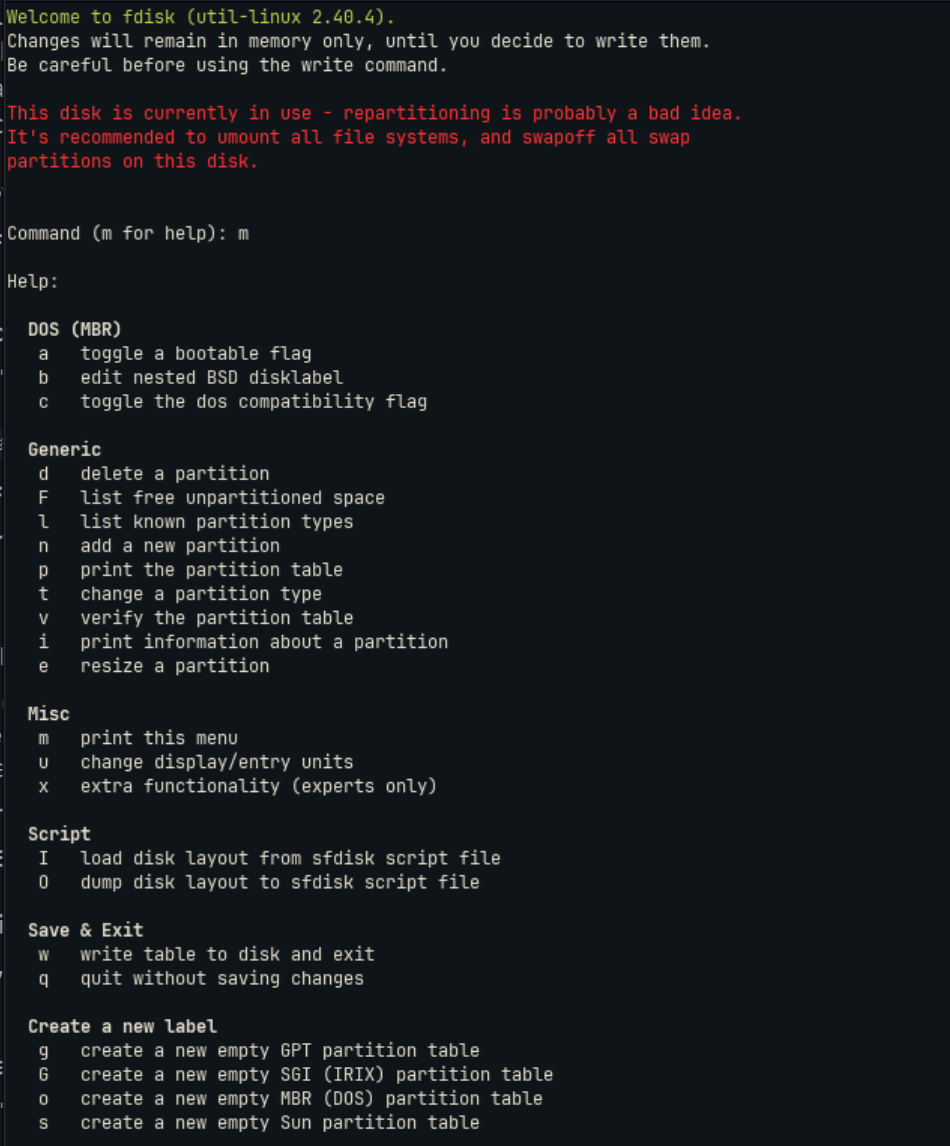 Welcome to fdisk (util-linux 2.40.4).
Changes will remain in memory only, until you decide to write them.
Be careful before using the write command.

This disk is currently in use - repartitioning is probably a bad idea.
It's recommended to umount all file systems, and swapoff all swap
partitions on this disk.

Command (m for help): m

Help:

  DOS (MBR)
   a   toggle a bootable flag
   b   edit nested BSD disklabel
   c   toggle the dos compatibility flag

  Generic
   d   delete a partition
   F   list free unpartitioned space
   l   list known partition types
   n   add a new partition
   p   print the partition table
   t   change a partition type
   v   verify the partition table
   i   print information about a partition
   e   resize a partition

  Misc
   m   print this menu
   u   change display/entry units
   x   extra functionality (experts only)

  Script
   I   load disk layout from sfdisk script file
   O   dump disk layout to sfdisk script file

  Save & Exit
   w   write table to disk and exit
   q   quit without saving changes

  Create a new label
   g   create a new empty GPT partition table
   G   create a new empty SGI (IRIX) partition table
   o   create a new empty MBR (DOS) partition table
   s   create a new empty Sun partition table